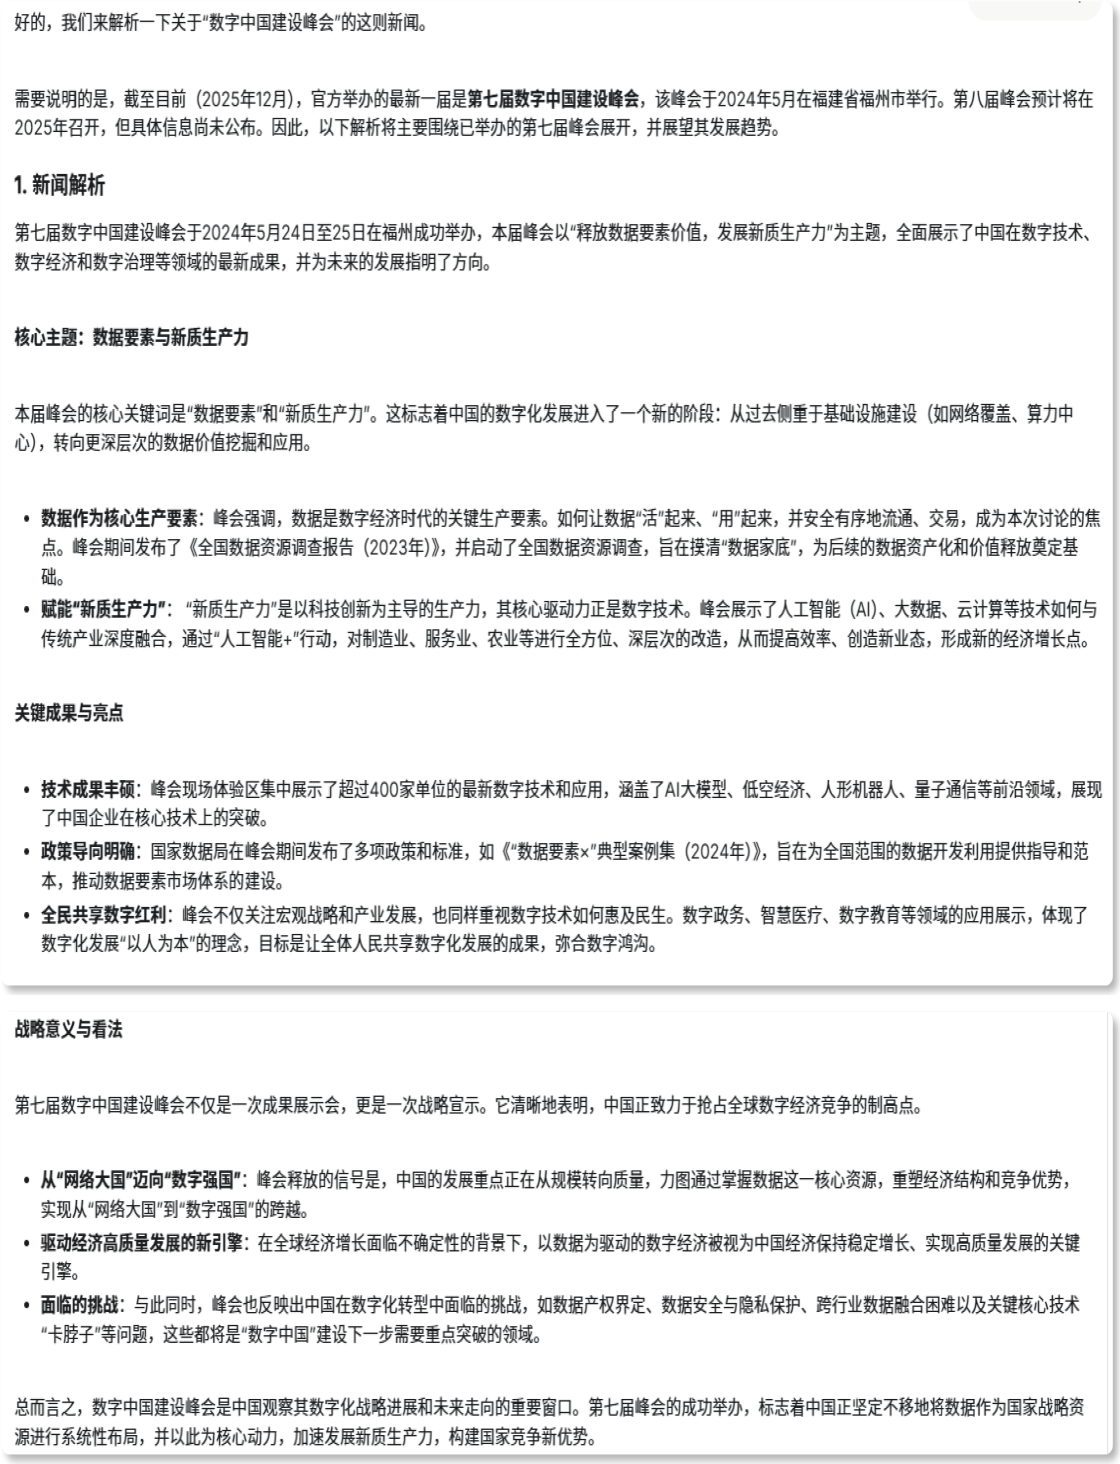 好的，我们来解析一下关于“数字中国建设峰会”的这则新闻。
需要说明的是，截至目前（2025年12月），官方举办的最新一届是第七届数字中国建设峰会，该峰会于2024年5月在福建省福州市举行。第八届峰会预计将在
2025年召开，但具体信息尚未公布。因此，以下解析将主要围绕已举办的第七届峰会展开，并展望其发展趋势。
1. 新闻解析
第七届数字中国建设峰会于2024年5月24日至25日在福州成功举办，本届峰会以“释放数据要素价值，发展新质生产力”为主题，全面展示了中国在数字技术、
数字经济和数字治理等领域的最新成果，并为未来的发展指明了方向。
核心主题：数据要素与新质生产力
本届峰会的核心关键词是“数据要素”和“新质生产力”。这标志着中国的数字化发展进入了一个新的阶段：从过去侧重于基础设施建设（如网络覆盖、算力中
心），转向更深层次的数据价值挖掘和应用。
• 数据作为核心生产要素：峰会强调，数据是数字经济时代的关键生产要素。如何让数据“活”起来、“用”起来，并安全有序地流通、交易，成为本次讨论的焦
点。峰会期间发布了《全国数据资源调查报告（2023年）》，并启动了全国数据资源调查，旨在摸清“数据家底”，为后续的数据资产化和价值释放奠定基
础。
• 赋能“新质生产力”： “新质生产力”是以科技创新为主导的生产力，其核心驱动力正是数字技术。峰会展示了人工智能（AI）、大数据、云计算等技术如何与
传统产业深度融合，通过“人工智能+”行动，对制造业、服务业、农业等进行全方位、深层次的改造，从而提高效率、创造新业态，形成新的经济增长点。
关键成果与亮点
• 技术成果丰硕：峰会现场体验区集中展示了超过400家单位的最新数字技术和应用，涵盖了AI大模型、低空经济、人形机器人、量子通信等前沿领域，展现
了中国企业在核心技术上的突破。
• 政策导向明确：国家数据局在峰会期间发布了多项政策和标准，如《“数据要素×”典型案例集（2024年）》，旨在为全国范围的数据开发利用提供指导和范
本，推动数据要素市场体系的建设。
• 全民共享数字红利：峰会不仅关注宏观战略和产业发展，也同样重视数字技术如何惠及民生。数字政务、智慧医疗、数字教育等领域的应用展示，体现了
数字化发展“以人为本”的理念，目标是让全体人民共享数字化发展的成果，弥合数字鸿沟。
战略意义与看法
第七届数字中国建设峰会不仅是一次成果展示会，更是一次战略宣示。它清晰地表明，中国正致力于抢占全球数字经济竞争的制高点。
• 从“网络大国”迈向“数字强国”：峰会释放的信号是，中国的发展重点正在从规模转向质量，力图通过掌握数据这一核心资源，重塑经济结构和竞争优势，
实现从“网络大国”到“数字强国”的跨越。
• 驱动经济高质量发展的新引擎：在全球经济增长面临不确定性的背景下，以数据为驱动的数字经济被视为中国经济保持稳定增长、实现高质量发展的关键
引擎。
• 面临的挑战：与此同时，峰会也反映出中国在数字化转型中面临的挑战，如数据产权界定、数据安全与隐私保护、跨行业数据融合困难以及关键核心技术
“卡脖子”等问题，这些都将是“数字中国”建设下一步需要重点突破的领域。
总而言之，数字中国建设峰会是中国观察其数字化战略进展和未来走向的重要窗口。第七届峰会的成功举办，标志着中国正坚定不移地将数据作为国家战略资
源进行系统性布局，并以此为核心动力，加速发展新质生产力，构建国家竞争新优势。